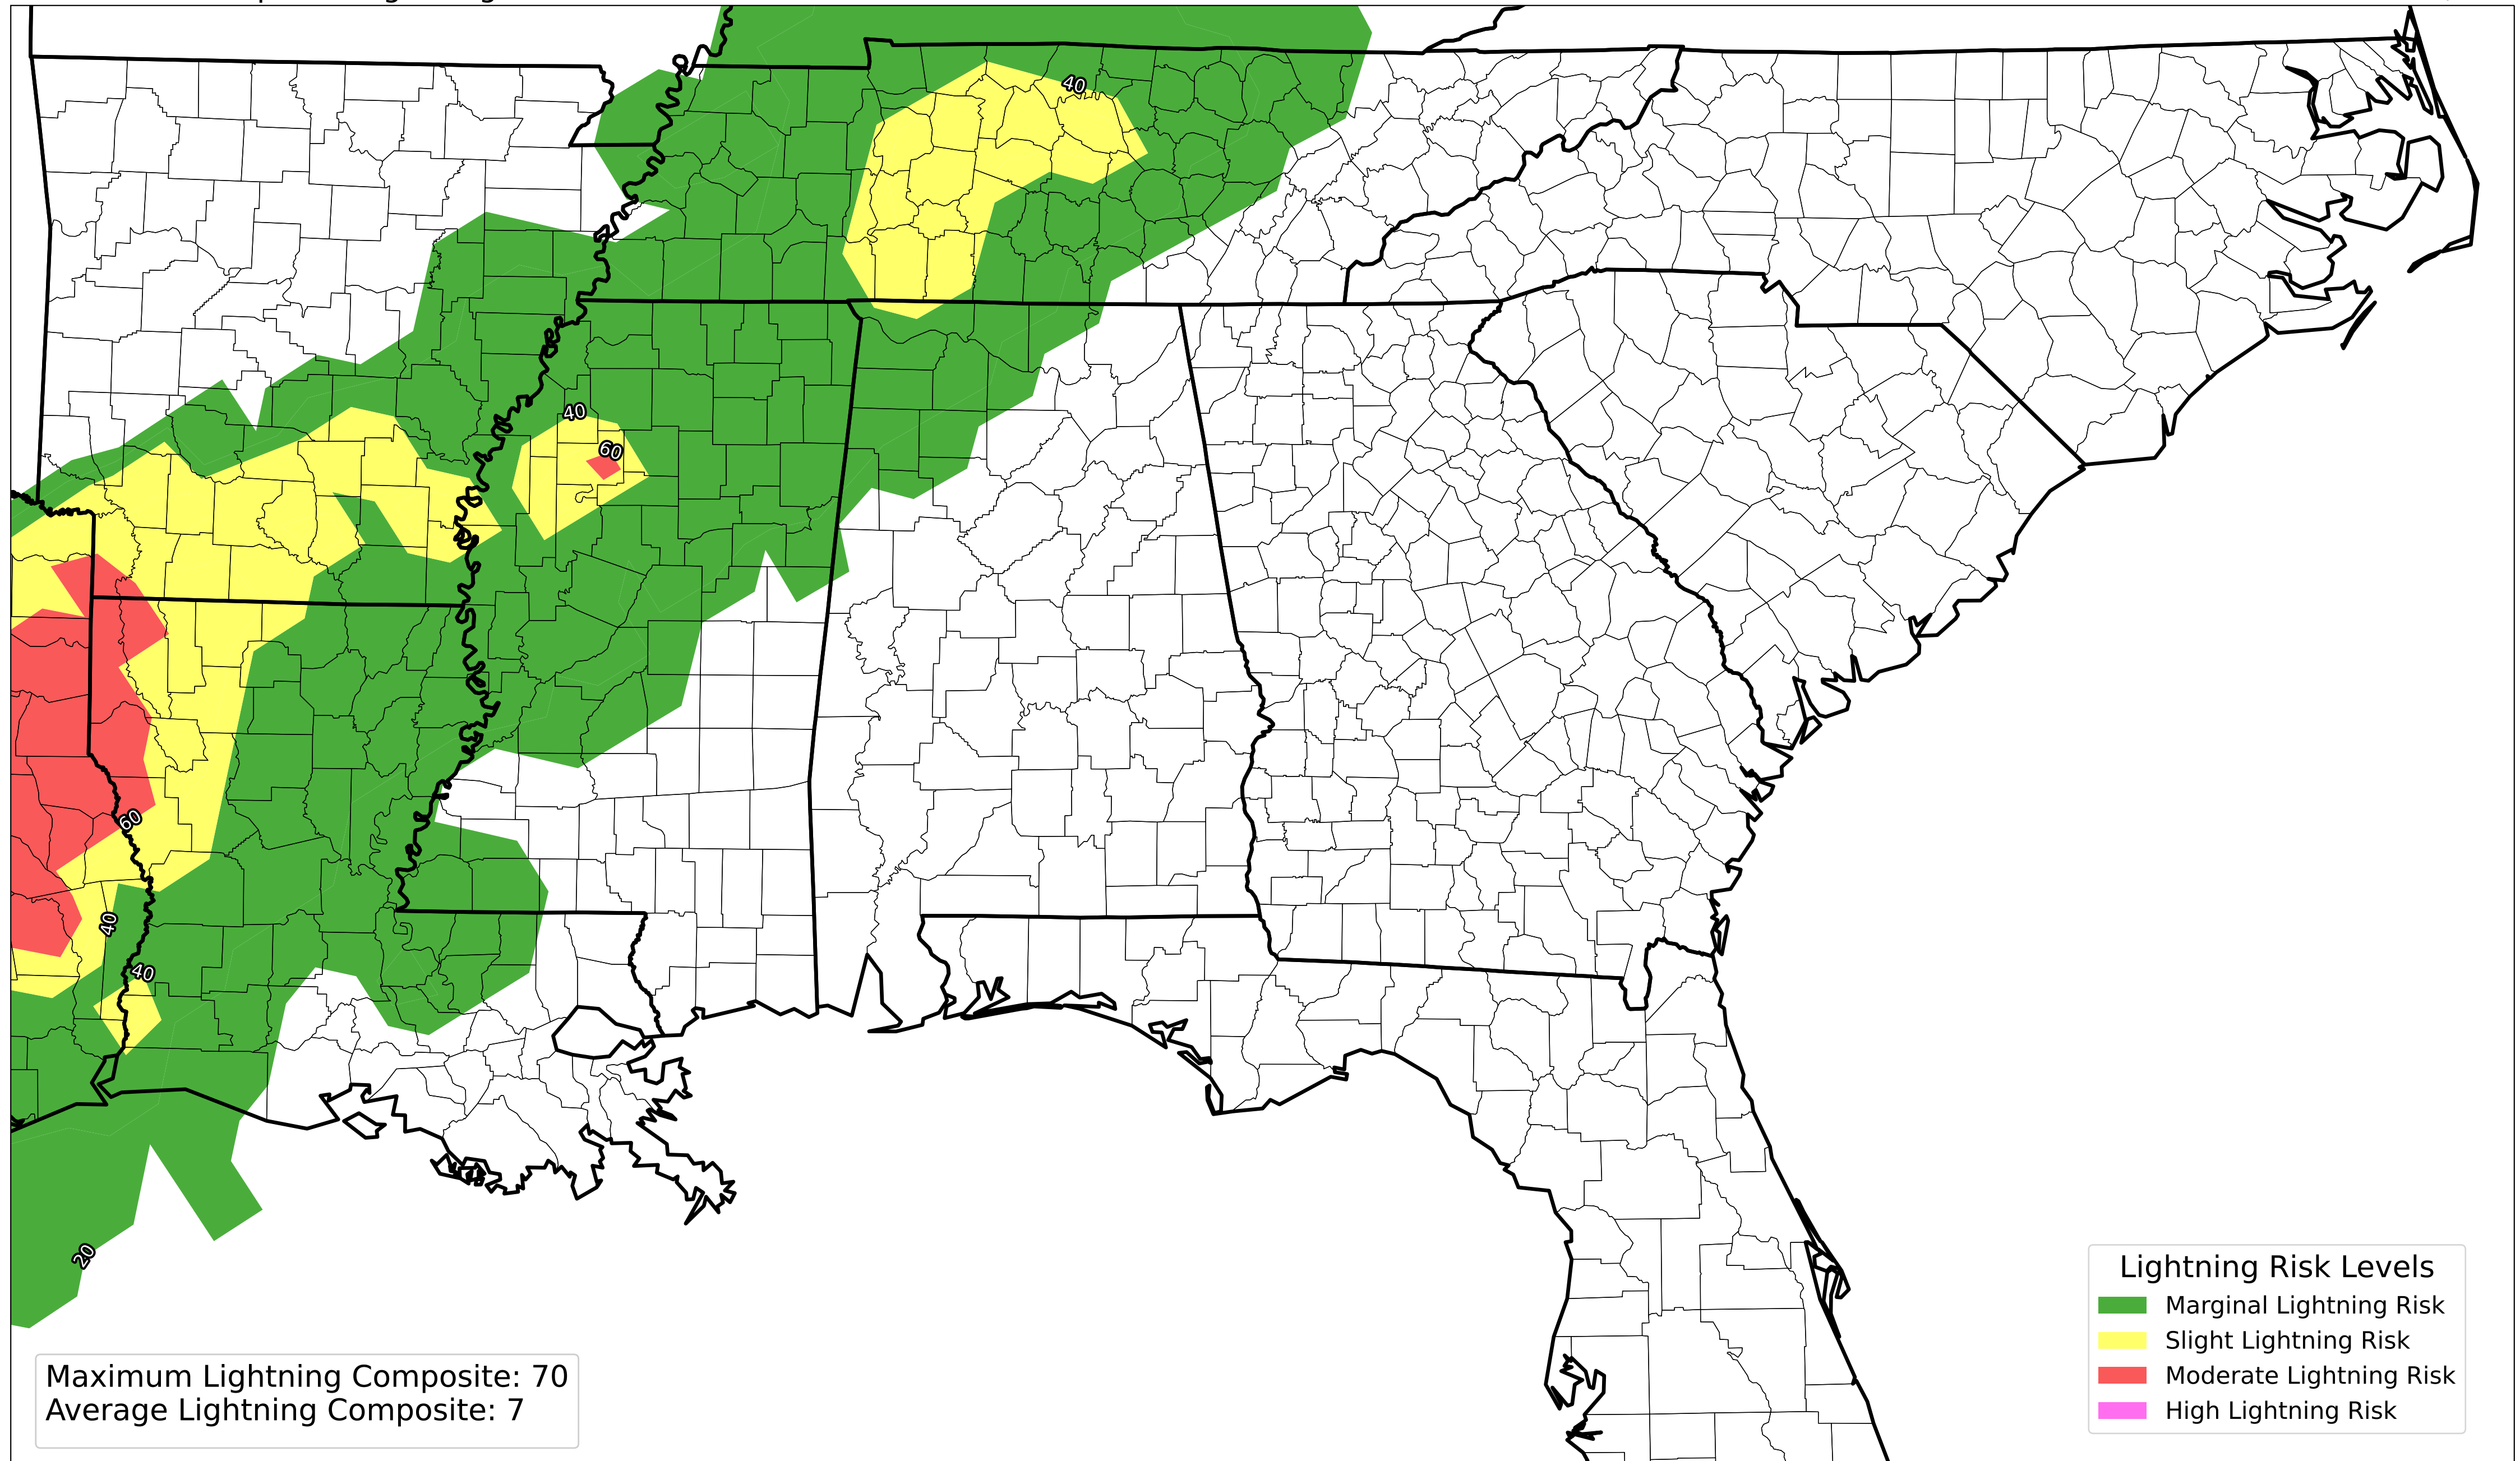 40
40
60
60
40
40
20
Lightning Risk Levels
Marginal Lightning Risk
Slight Lightning Risk
Moderate Lightning Risk
High Lightning Risk
Maximum Lightning Composite: 70
Average Lightning Composite: 7